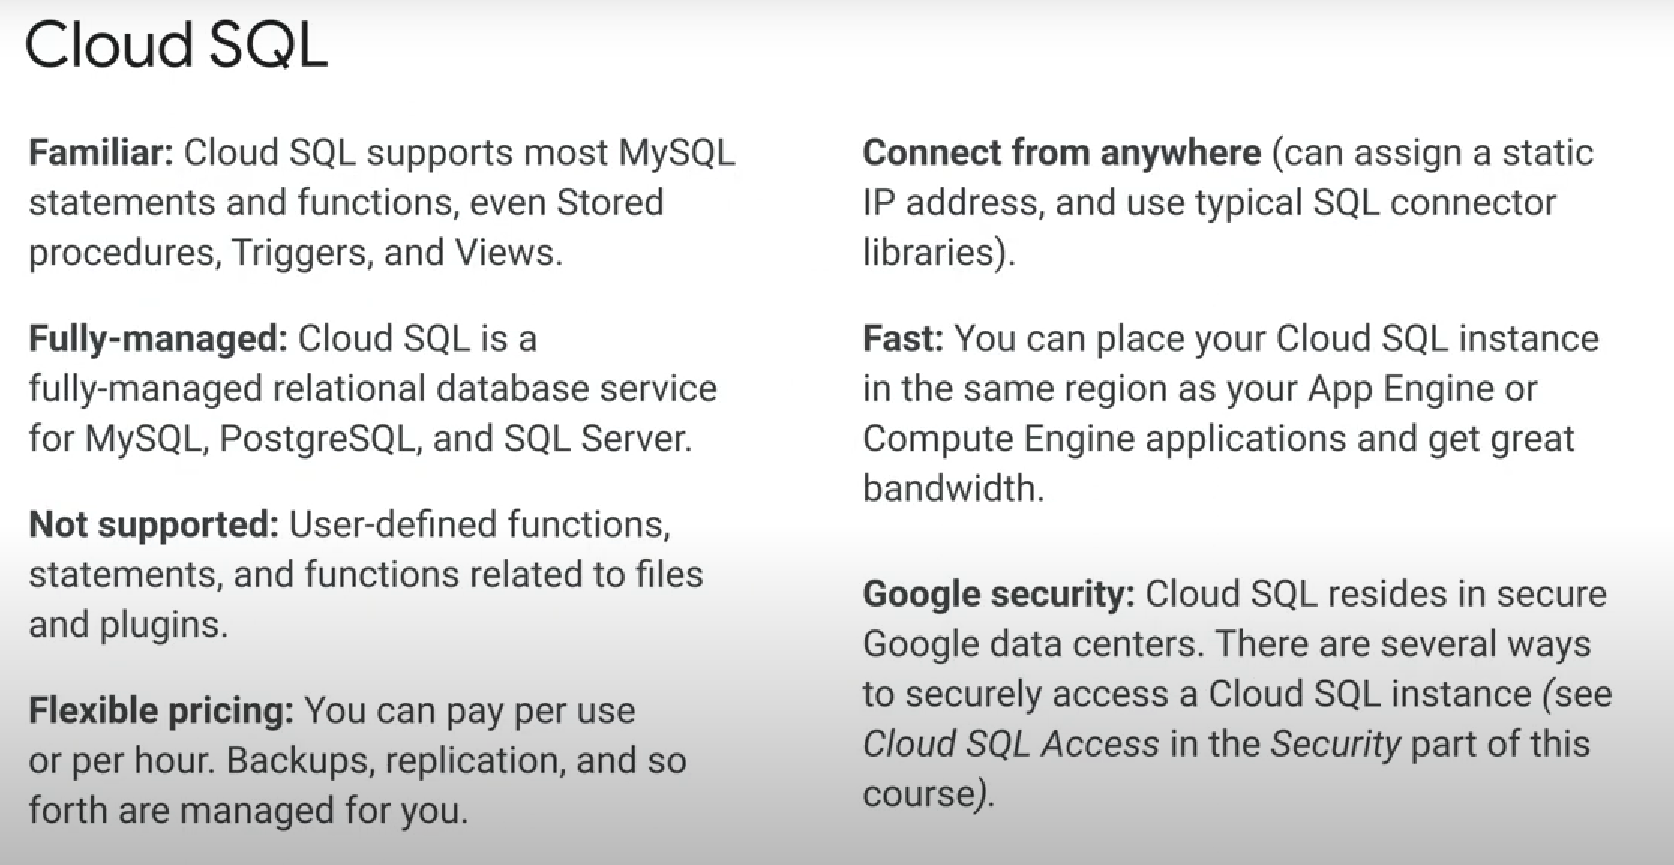 Cloud SQL
Familiar: Cloud SQL supports most MySQL
statements and functions, even Stored
procedures, Triggers, and Views.
Fully-managed: Cloud SQL is a
fully-managed relational database service
for MySQL, PostgreSQL, and SQL Server.
Not supported: User-defined functions,
statements, and functions related to files
and plugins.
Flexible pricing: You can pay per use
or per hour. Backups, replication, and so
forth are managed for you.
Connect from anywhere (can assign a static
IP address, and use typical SQL connector
libraries).
Fast: You can place your Cloud SQL instance
in the same region as your App Engine or
Compute Engine applications and get great
bandwidth.
Google security: Cloud SQL resides in secure
Google data centers. There are several ways
to securely access a Cloud SQL instance (see
Cloud SQL Access in the Security part of this
course).